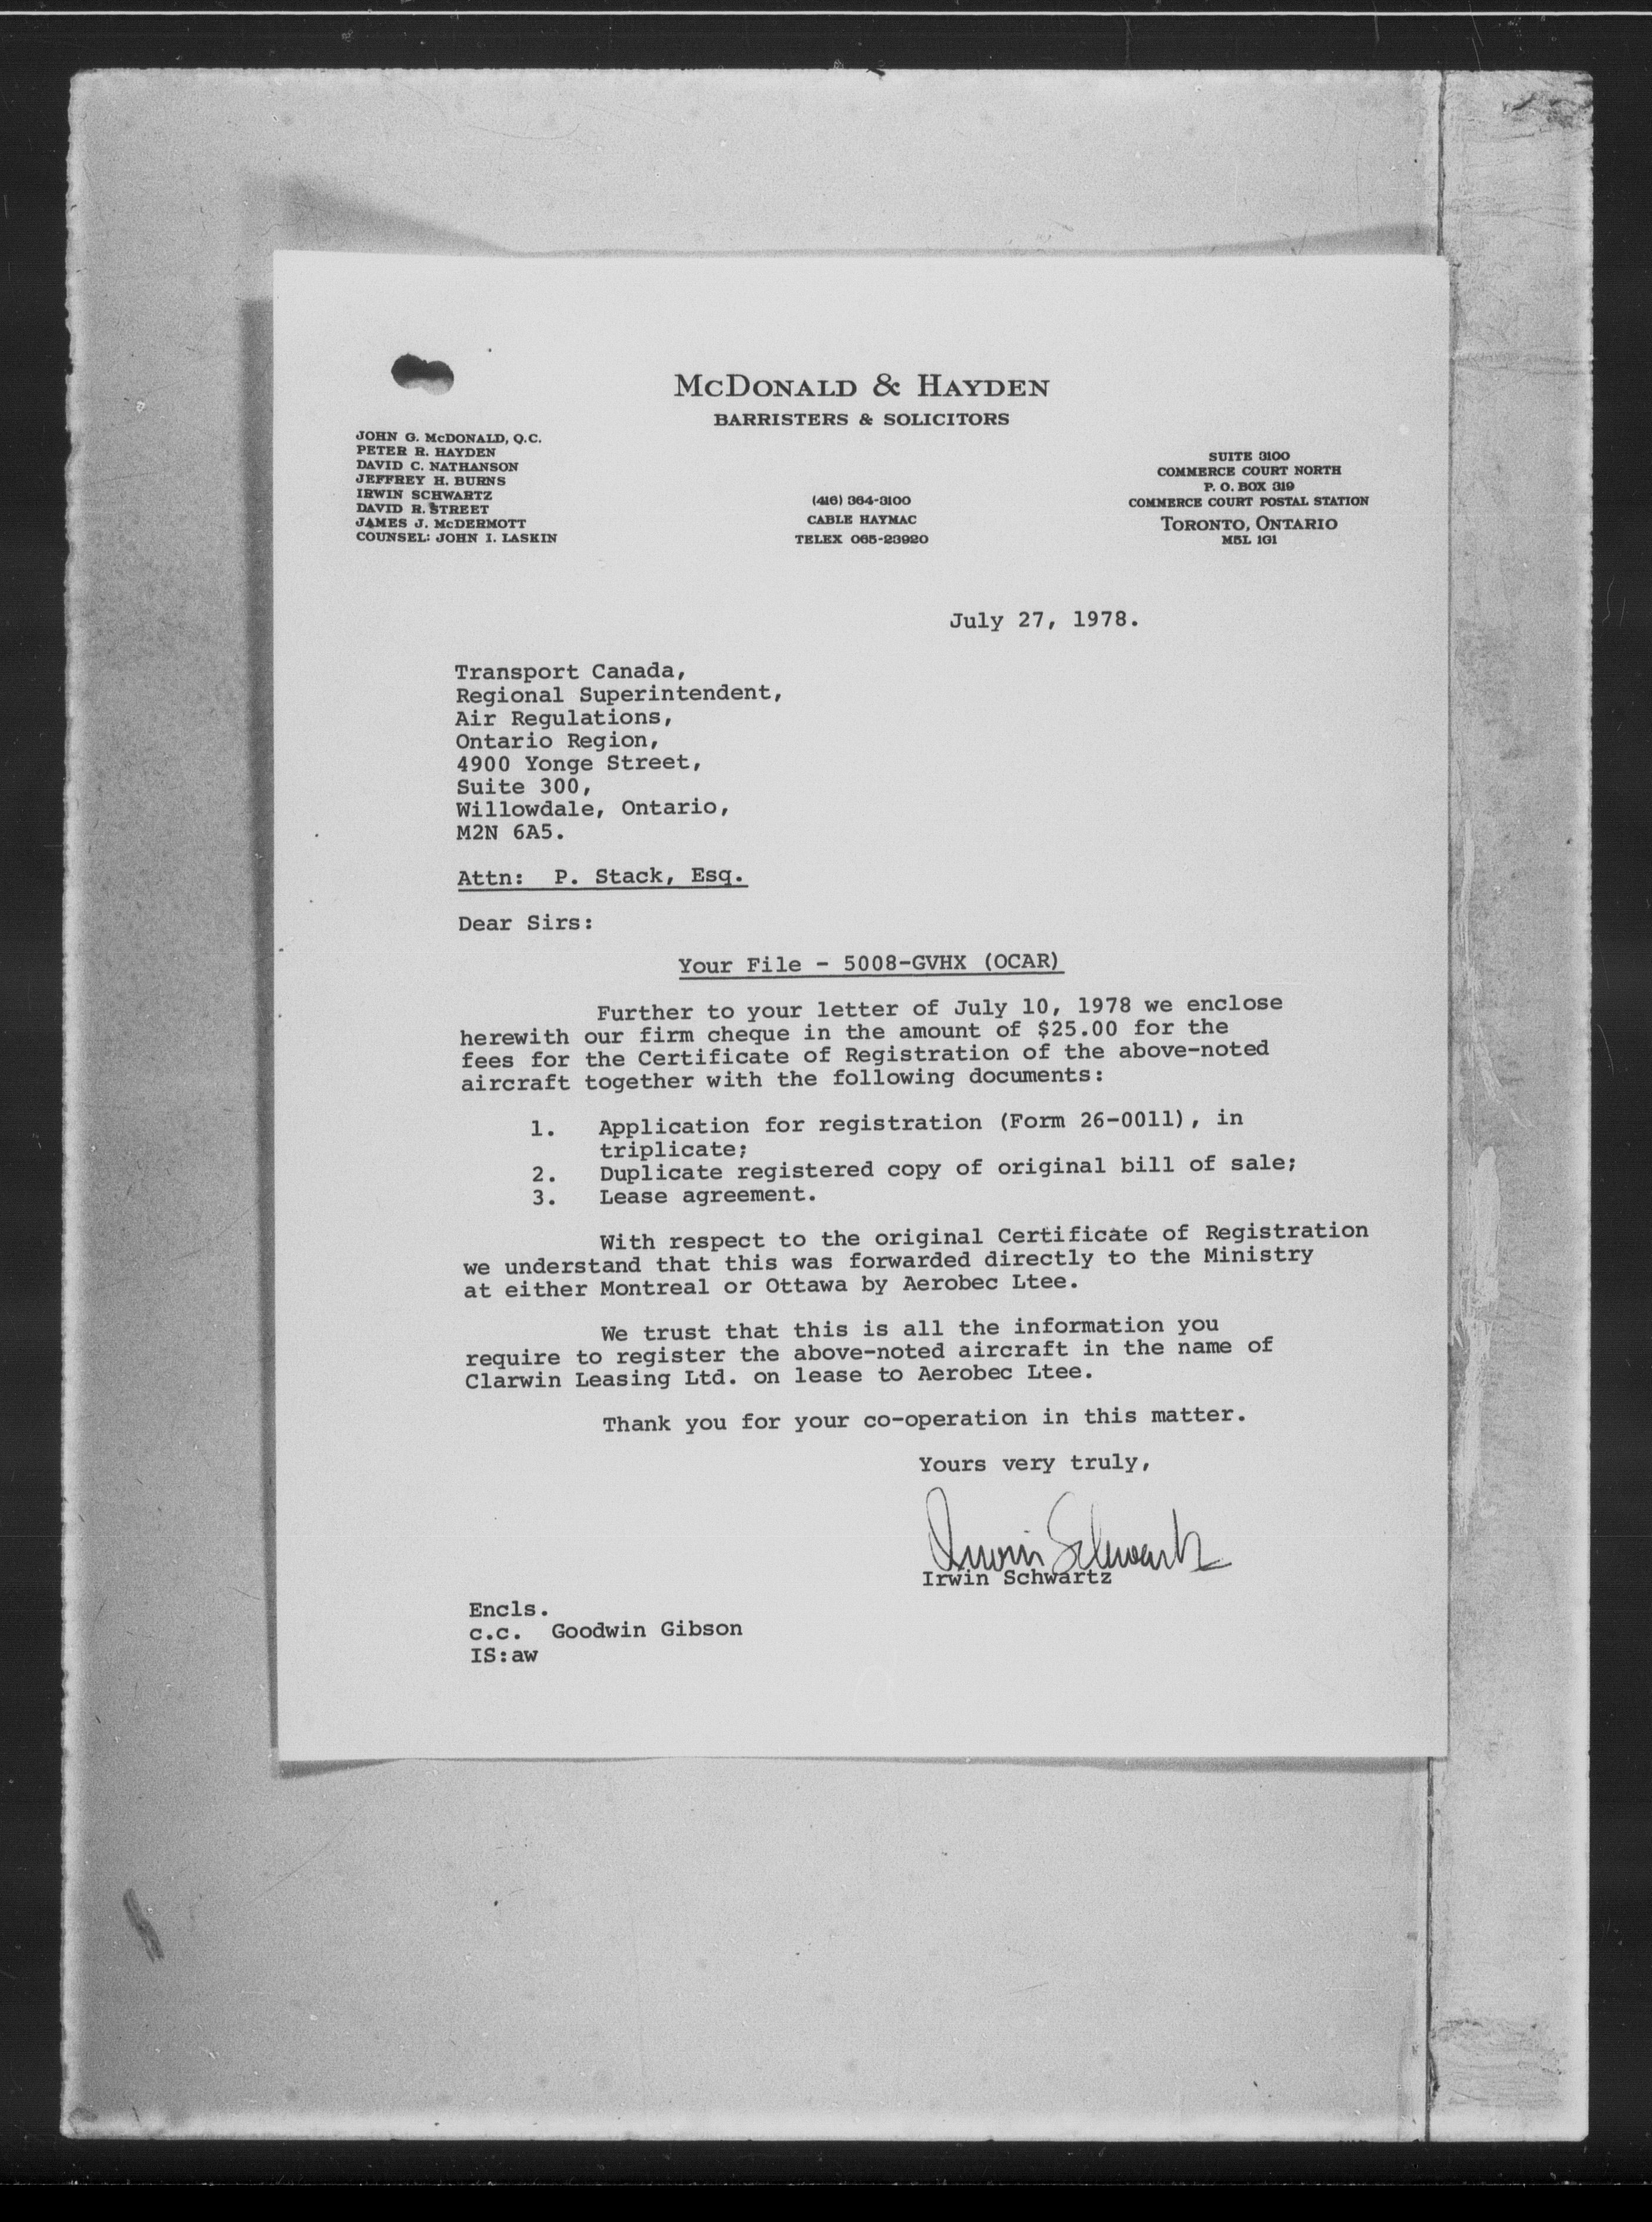 McDonald & Hayden
BARRISTERS & SOLICITORS
JOHN G. McDONALD, Q.C.
PETER R. HAYDEN
DAVID C. NATHANSON
JEFFREY H. BURNS
IRWIN SCHWARTZ
DAVID R. STREET
JAMES J. McDERMOTT
COUNSEL: JOHN I. LASKIN
(416) 364-3100
CABLE HAYMAC
TELEX 065-23920
SUITE 3100
COMMERCE COURT NORTH
P. O. BOX 319
COMMERCE COURT POSTAL STATION
TORONTO, ONTARIO
M5L 1G1
July 27, 1978.
Transport Canada,
Regional Superintendent,
Air Regulations,
Ontario Region,
4900 Yonge Street,
Suite 300,
Willowdale, Ontario,
M2N 6A5.
Attn: P. Stack, Esq.
Dear Sirs:
Your File - 5008-GVHX (OCAR)
Further to your letter of July 10, 1978 we enclose
herewith our firm cheque in the amount of $25.00 for the
fees for the Certificate of Registration of the above-noted
aircraft together with the following documents:
1. Application for registration (Form 26-0011), in
triplicate;
2. Duplicate registered copy of original bill of sale;
3. Lease agreement.
With respect to the original Certificate of Registration
we understand that this was forwarded directly to the Ministry
at either Montreal or Ottawa by Aerobec Ltee.
We trust that this is all the information you
require to register the above-noted aircraft in the name of
Clarwin Leasing Ltd. on lease to Aerobec Ltee.
Thank you for your co-operation in this matter.
Yours very truly,
Irwin Schwartz
Irwin Schwartz
Encls.
c.c. Goodwin Gibson
IS:aw